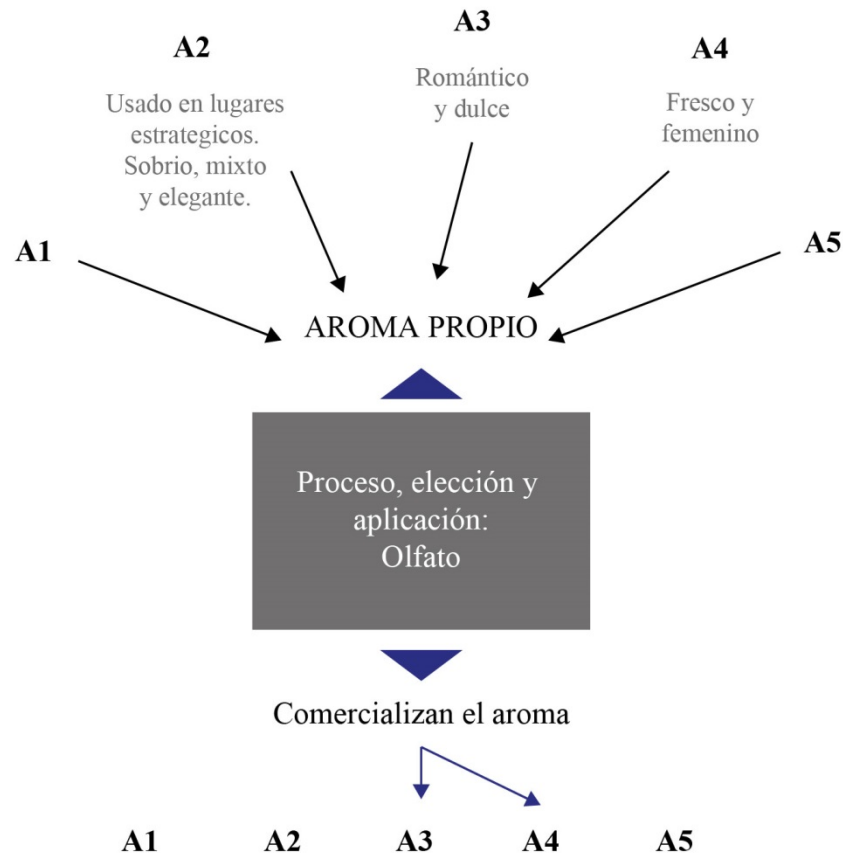 A3
A2
A4
Romántico
y dulce
Usado en lugares
estrategicos.
Sobrio, mixto
y elegante.
Fresco y
femenino
A1
A5
AROMA PROPIO
Proceso, elección y
aplicación:
Olfato
Comercializan el aroma
A1 A2 A3 A4 A5